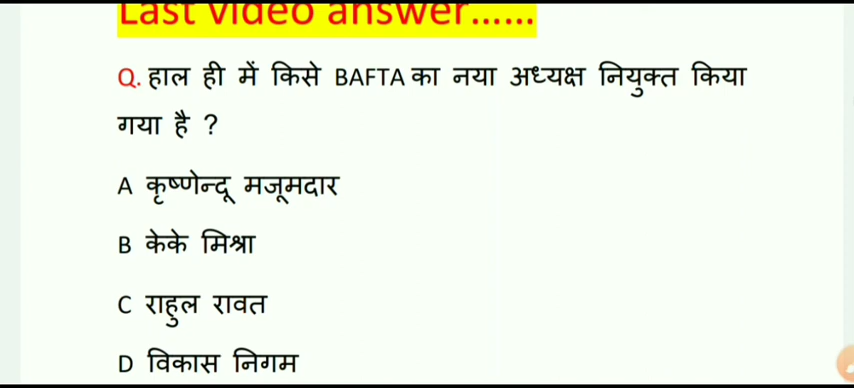 Last video answer......
Q. हाल ही में किसे BAFTA का नया अध्यक्ष नियुक्त किया
गया है ?
A कृष्णेन्दू मजूमदार
B केके मिश्रा
C राहुल रावत
D विकास निगम